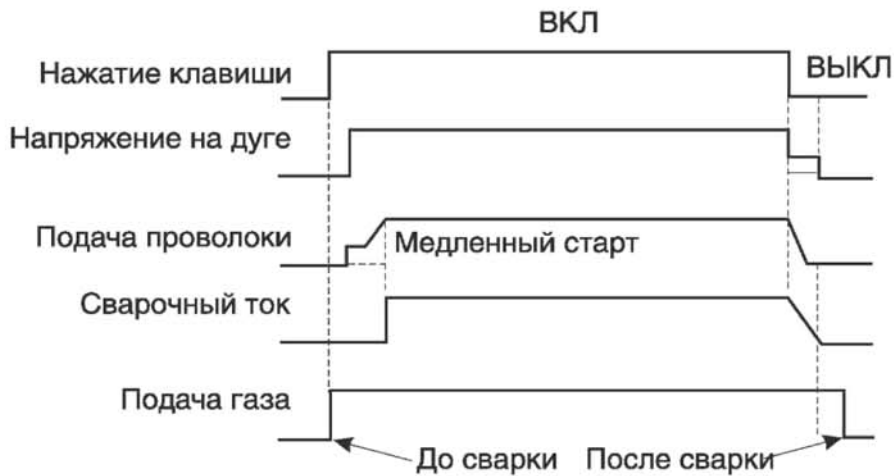 ВКЛ
Нажатие клавиши
ВЫКЛ
Напряжение на дуге
Подача проволоки
Медленный старт
Сварочный ток
Подача газа
До сварки
После сварки